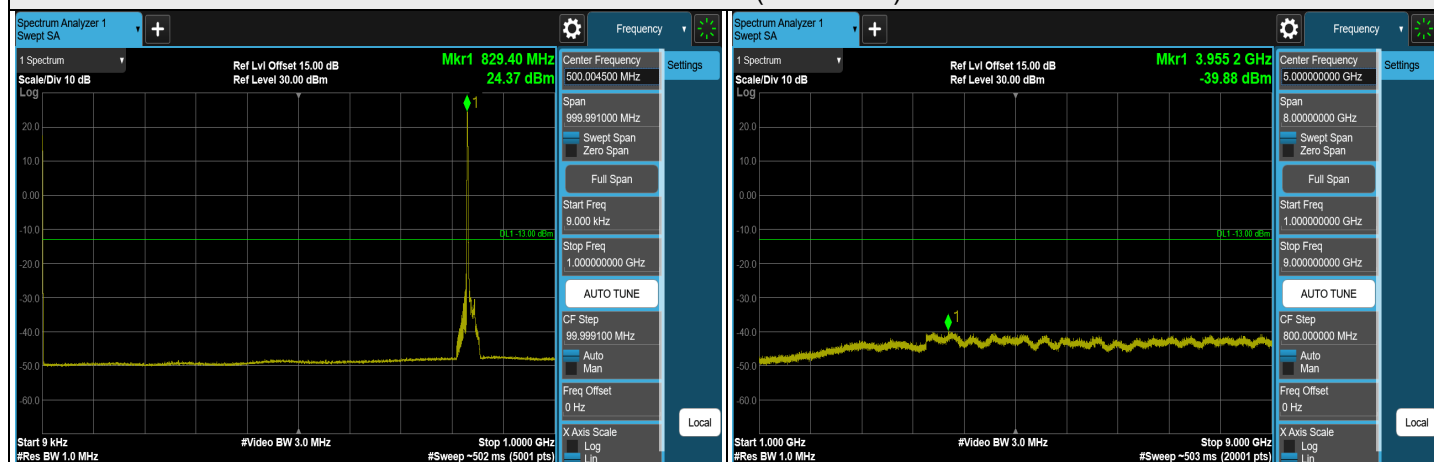 Spectrum Analyzer 1
Swept SA
+
Frequency
1 Spectrum
Scale/Div 10 dB
Log
Ref Lvl Offset 15.00 dB
Ref Level 30.00 dBm
Mkr1 829.40 MHz
24.37 dBm
1
20.0
10.0
0.00
-10.0
DL1 -13.00 dBm
-20.0
-30.0
-40.0
-50.0
-60.0
Start 9 kHz
#Res BW 1.0 MHz
#Video BW 3.0 MHz
Stop 1.0000 GHz
#Sweep ~502 ms (5001 pts)
Center Frequency
500.004500 MHz
Span
999.991000 MHz
Swept Span
Zero Span
Full Span
Start Freq
9.000 kHz
Stop Freq
1.000000000 GHz
AUTO TUNE
CF Step
99.999100 MHz
Auto
Man
Freq Offset
0 Hz
X Axis Scale
Log
Lin
Settings
Local
Spectrum Analyzer 1
Swept SA
+
Frequency
1 Spectrum
Scale/Div 10 dB
Log
Ref Lvl Offset 15.00 dB
Ref Level 30.00 dBm
Mkr1 3.955 2 GHz
-39.88 dBm
1
20.0
10.0
0.00
-10.0
DL1 -13.00 dBm
-20.0
-30.0
-40.0
-50.0
-60.0
Start 1.000 GHz
#Res BW 1.0 MHz
#Video BW 3.0 MHz
Stop 9.000 GHz
#Sweep ~503 ms (20001 pts)
Center Frequency
5.000000000 GHz
Span
8.00000000 GHz
Swept Span
Zero Span
Full Span
Start Freq
1.000000000 GHz
Stop Freq
9.000000000 GHz
AUTO TUNE
CF Step
800.000000 MHz
Auto
Man
Freq Offset
0 Hz
X Axis Scale
Log
Lin
Settings
Local